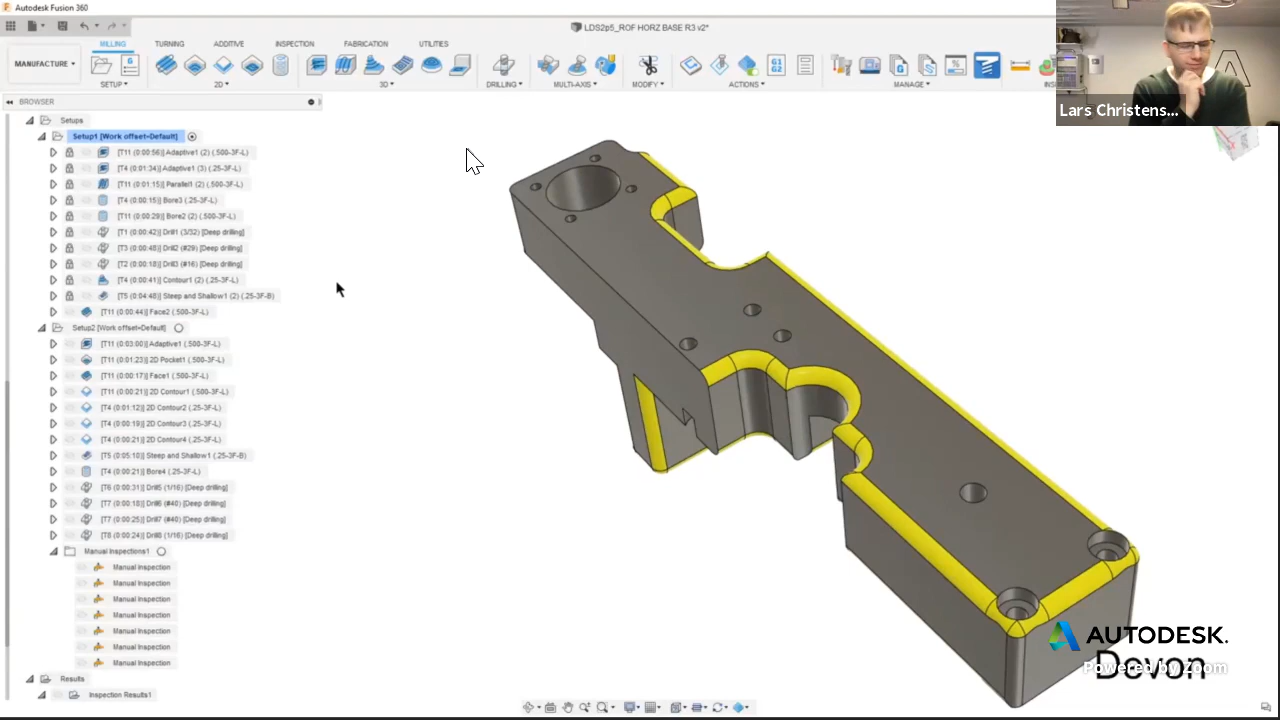 Autodesk Fusion 360
LDS2p5_ROF HORZ BASE R3 v2*
MILLING TURNING ADDITIVE INSPECTION FABRICATION UTILITIES
MANUFACTURE
SETUP 2D 3D DRILLING MULTI-AXIS MODIFY ACTIONS MANAGE
BROWSER
Setups
Setup1 [Work offset=Default]
[T11 (0:00:56)] Adaptive1 (2) (.500-3F-L)
[T4 (0:01:34)] Adaptive1 (3) (.25-3F-L)
[T11 (0:01:15)] Parallel1 (2) (.500-3F-L)
[T4 (0:00:15)] Bore3 (.25-3F-L)
[T11 (0:00:29)] Bore2 (2) (.500-3F-L)
[T1 (0:00:42)] Drill1 (3/32) [Deep drilling]
[T3 (0:00:48)] Drill2 (#29) [Deep drilling]
[T2 (0:00:18)] Drill3 (#16) [Deep drilling]
[T4 (0:00:41)] Contour1 (2) (.25-3F-L)
[T5 (0:04:48)] Steep and Shallow1 (2) (.25-3F-B)
[T11 (0:00:44)] Face2 (.500-3F-L)
Setup2 [Work offset=Default]
[T11 (0:03:00)] Adaptive1 (.500-3F-L)
[T11 (0:01:23)] 2D Pocket1 (.500-3F-L)
[T11 (0:00:17)] Face1 (.500-3F-L)
[T11 (0:00:21)] 2D Contour1 (.500-3F-L)
[T4 (0:01:12)] 2D Contour2 (.25-3F-L)
[T4 (0:00:19)] 2D Contour3 (.25-3F-L)
[T4 (0:00:21)] 2D Contour4 (.25-3F-L)
[T5 (0:05:10)] Steep and Shallow1 (.25-3F-B)
[T4 (0:00:21)] Bore4 (.25-3F-L)
[T6 (0:00:31)] Drill5 (1/16) [Deep drilling]
[T7 (0:00:18)] Drill6 (#40) [Deep drilling]
[T7 (0:00:25)] Drill7 (#40) [Deep drilling]
[T8 (0:00:24)] Drill8 (1/16) [Deep drilling]
Manual Inspections1
Manual Inspection
Manual Inspection
Manual Inspection
Manual Inspection
Manual Inspection
Manual Inspection
Manual Inspection
Results
Inspection Results1
Lars Christens...
AUTODESK.
Devon
Powered by zoom